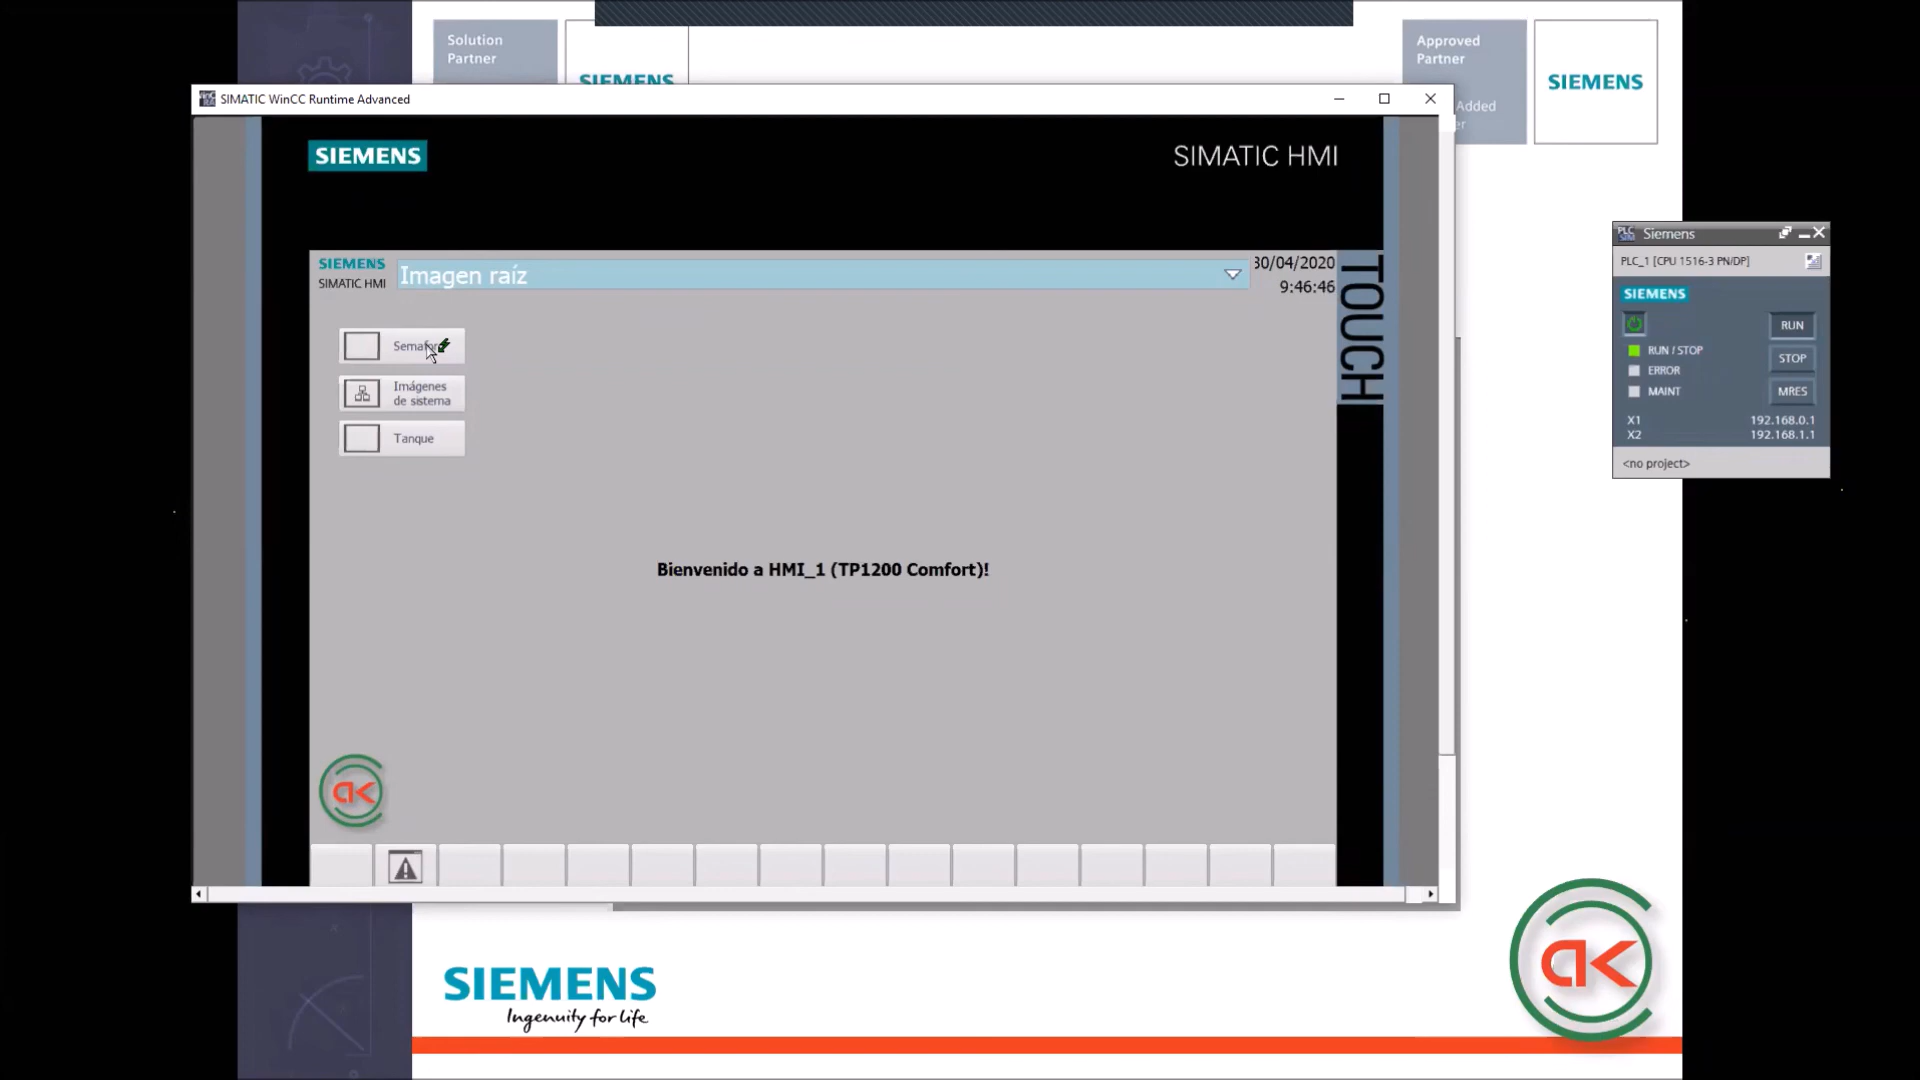 Solution
Partner
SIEMENS
Approved
Partner
Added
SIEMENS
SIMATIC WinCC Runtime Advanced
SIEMENS
SIMATIC HMI
SIEMENS
SIMATIC HMI
Imagen raíz
30/04/2020
9:46:46
TOUCH
Imágenes
de sistema
Tanque
Bienvenido a HMI_1 (TP1200 Comfort)!
Siemens
PLC_1 [CPU 1516-3 PN/DP]
SIEMENS
RUN
RUN / STOP
STOP
ERROR
MAINT
MRES
X1 192.168.0.1
X2 192.168.1.1
<no project>
SIEMENS
Ingenuity for life